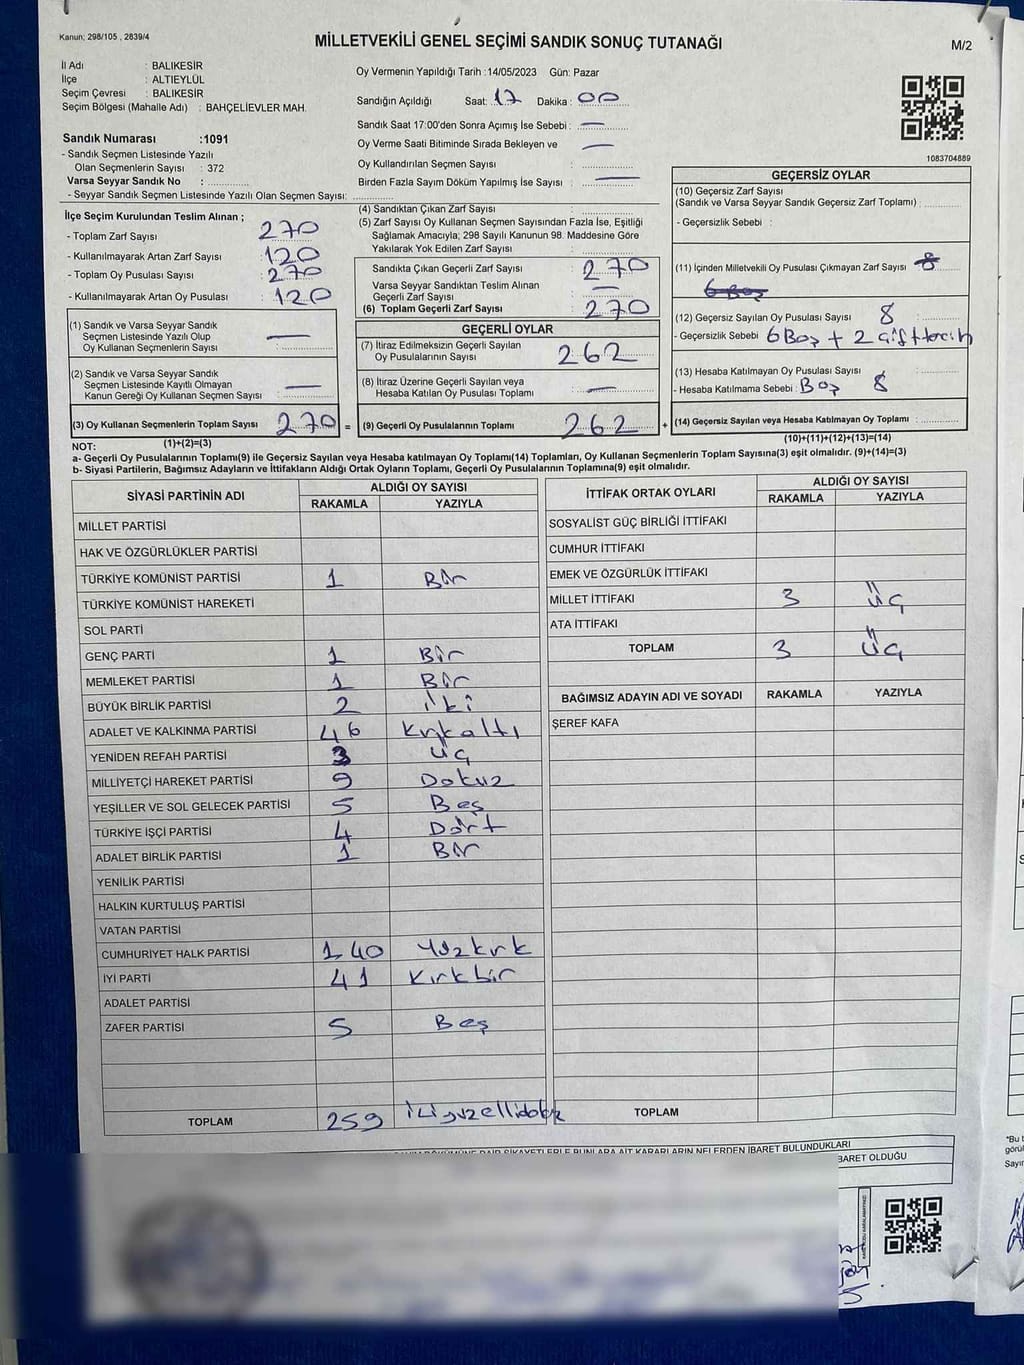 Kanun; 298/105 , 2839/4
MİLLETVEKİLİ GENEL SEÇİMİ SANDIK SONUÇ TUTANAĞI
M/2
İl Adı : BALIKESİR
İlçe : ALTIEYLÜL
Seçim Çevresi : BALIKESİR
Seçim Bölgesi (Mahalle Adı) : BAHÇELİEVLER MAH.
Sandık Numarası :1091
- Sandık Seçmen Listesinde Yazılı
Olan Seçmenlerin Sayısı : 372
Varsa Seyyar Sandık No :
- Seyyar Sandık Seçmen Listesinde Yazılı Olan Seçmen Sayısı:
Oy Vermenin Yapıldığı Tarih :14/05/2023 Gün: Pazar
Sandığın Açıldığı Saat: 17 Dakika: 00
Sandık Saat 17:00'den Sonra Açımış İse Sebebi : —
Oy Verme Saati Bitiminde Sırada Bekleyen ve
Oy Kullandırılan Seçmen Sayısı : —
Birden Fazla Sayım Döküm Yapılmış İse Sayısı : —
1083704889
İlçe Seçim Kurulundan Teslim Alınan ;
- Toplam Zarf Sayısı : 270
- Kullanılmayarak Artan Zarf Sayısı : 120
- Toplam Oy Pusulası Sayısı : 270
- Kullanılmayarak Artan Oy Pusulası : 120
(1) Sandık ve Varsa Seyyar Sandık
Seçmen Listesinde Yazılı Olup
Oy Kullanan Seçmenlerin Sayısı : —
(2) Sandık ve Varsa Seyyar Sandık
Seçmen Listesinde Kayıtlı Olmayan
Kanun Gereği Oy Kullanan Seçmen Sayısı : —
(3) Oy Kullanan Seçmenlerin Toplam Sayısı : 270 =
(1)+(2)=(3)
(4) Sandıktan Çıkan Zarf Sayısı :
(5) Zarf Sayısı Oy Kullanan Seçmen Sayısından Fazla İse, Eşitliği
Sağlamak Amacıyla; 298 Sayılı Kanunun 98. Maddesine Göre
Yakılarak Yok Edilen Zarf Sayısı :
Sandıkta Çıkan Geçerli Zarf Sayısı : 270
Varsa Seyyar Sandıktan Teslim Alınan
Geçerli Zarf Sayısı : —
(6) Toplam Geçerli Zarf Sayısı : 270
GEÇERLİ OYLAR
(7) İtiraz Edilmeksizin Geçerli Sayılan
Oy Pusulalarının Sayısı : 262
(8) İtiraz Üzerine Geçerli Sayılan veya
Hesaba Katılan Oy Pusulası Toplamı : —
(9) Geçerli Oy Pusulalarının Toplamı : 262 +
GEÇERSİZ OYLAR
(10) Geçersiz Zarf Sayısı
(Sandık ve Varsa Seyyar Sandık Geçersiz Zarf Toplamı) :
- Geçersizlik Sebebi :
(11) İçinden Milletvekili Oy Pusulası Çıkmayan Zarf Sayısı : 8
6 Boş
(12) Geçersiz Sayılan Oy Pusulası Sayısı : 8
- Geçersizlik Sebebi : 6 Boş + 2 çift tercih
(13) Hesaba Katılmayan Oy Pusulası Sayısı :
- Hesaba Katılmama Sebebi : Boş 8
(14) Geçersiz Sayılan veya Hesaba Katılmayan Oy Toplamı :
(10)+(11)+(12)+(13)=(14)
NOT:
a- Geçerli Oy Pusulalarının Toplamı(9) ile Geçersiz Sayılan veya Hesaba katılmayan Oy Toplamı(14) Toplamları, Oy Kullanan Seçmenlerin Toplam Sayısına(3) eşit olmalıdır. (9)+(14)=(3)
b- Siyasi Partilerin, Bağımsız Adayların ve İttifakların Aldığı Ortak Oyların Toplamı, Geçerli Oy Pusulalarının Toplamına(9) eşit olmalıdır.
SİYASİ PARTİNİN ADI ALDIĞI OY SAYISI
RAKAMLA YAZIYLA
MİLLET PARTİSİ
HAK VE ÖZGÜRLÜKLER PARTİSİ
TÜRKİYE KOMÜNİST PARTİSİ 1 Bir
TÜRKİYE KOMÜNİST HAREKETİ
SOL PARTİ
GENÇ PARTİ 1 Bir
MEMLEKET PARTİSİ 1 Bir
BÜYÜK BİRLİK PARTİSİ 2 iki
ADALET VE KALKINMA PARTİSİ 46 Kırkaltı
YENİDEN REFAH PARTİSİ 3 üç
MİLLİYETÇİ HAREKET PARTİSİ 9 Dokuz
YEŞİLLER VE SOL GELECEK PARTİSİ 5 Beş
TÜRKİYE İŞÇİ PARTİSİ 4 Dört
ADALET BİRLİK PARTİSİ 1 Bir
YENİLİK PARTİSİ
HALKIN KURTULUŞ PARTİSİ
VATAN PARTİSİ
CUMHURİYET HALK PARTİSİ 140 Yüzkırk
İYİ PARTİ 41 Kırkbir
ADALET PARTİSİ
ZAFER PARTİSİ 5 Beş
TOPLAM 259 ikiyüzellidokuz
İTTİFAK ORTAK OYLARI ALDIĞI OY SAYISI
RAKAMLA YAZIYLA
SOSYALİST GÜÇ BİRLİĞİ İTTİFAKI
CUMHUR İTTİFAKI
EMEK VE ÖZGÜRLÜK İTTİFAKI
MİLLET İTTİFAKI 3 Üç
ATA İTTİFAKI
TOPLAM 3 Üç
BAĞIMSIZ ADAYIN ADI VE SOYADI RAKAMLA YAZIYLA
ŞEREF KAFA
TOPLAM
DÖKÜMÜNE DAİR ŞİKAYETLERLE BUNLARA AİT KARARLARIN NELERDEN İBARET BULUNDUKLARI
BARET OLDUĞU
"Bu t
görül
Sayır